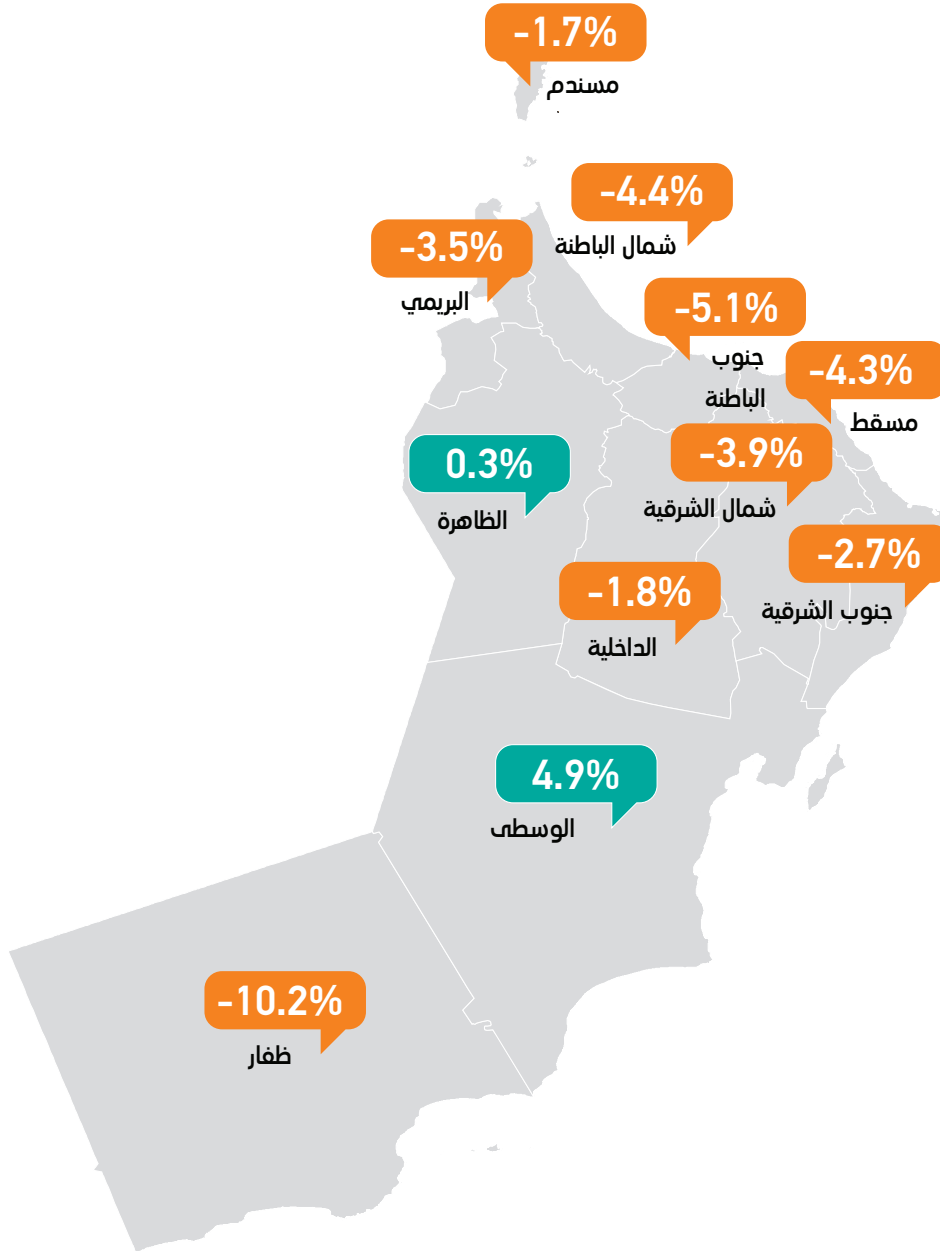 -1.7%
مسندم
-4.4%
شمال الباطنة
-3.5%
البريمي
-5.1%
جنوب
الباطنة
-4.3%
مسقط
0.3%
الظاهرة
-3.9%
شمال الشرقية
-2.7%
جنوب الشرقية
-1.8%
الداخلية
4.9%
الوسطى
-10.2%
ظفار